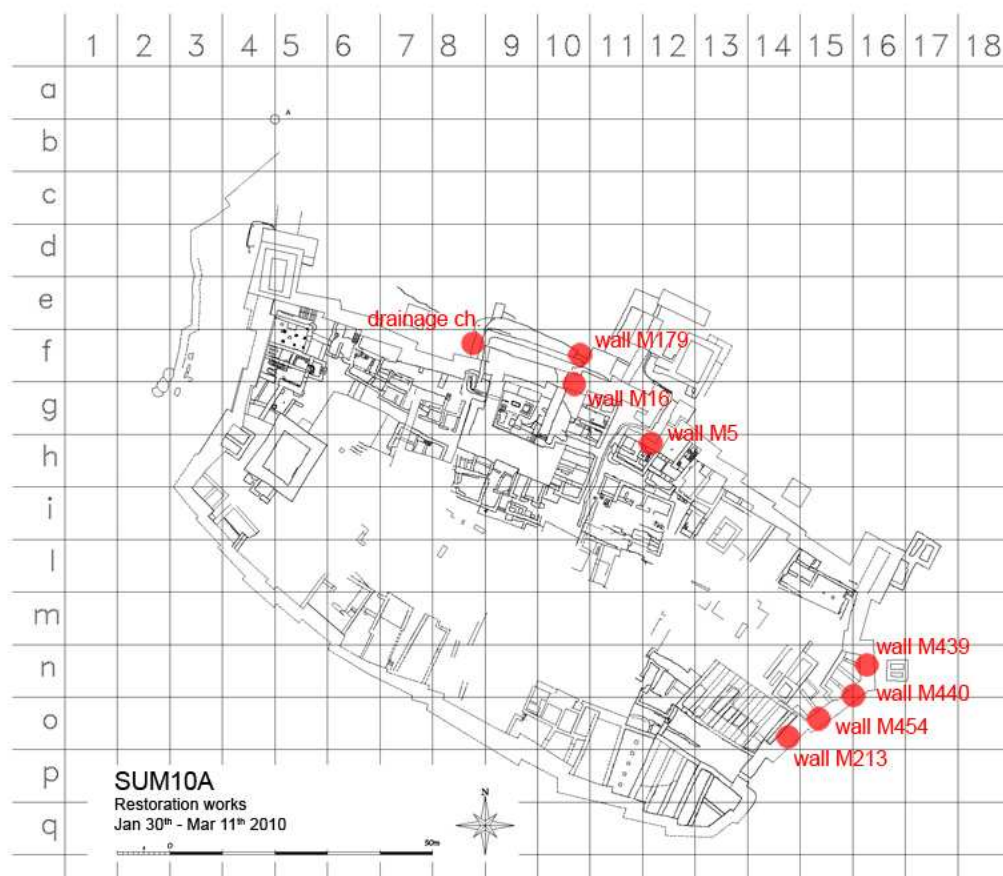 1 2 3 4 5 6 7 8 9 10 11 12 13 14 15 16 17 18
a
A
b
c
d
e
drainage ch.
f
wall M179
g
wall M16
wall M5
h
i
l
m
n
wall M439
wall M440
o
wall M454
wall M213
p
SUM10A
N
Restoration works
Jan 30th - Mar 11th 2010
q
0
50m